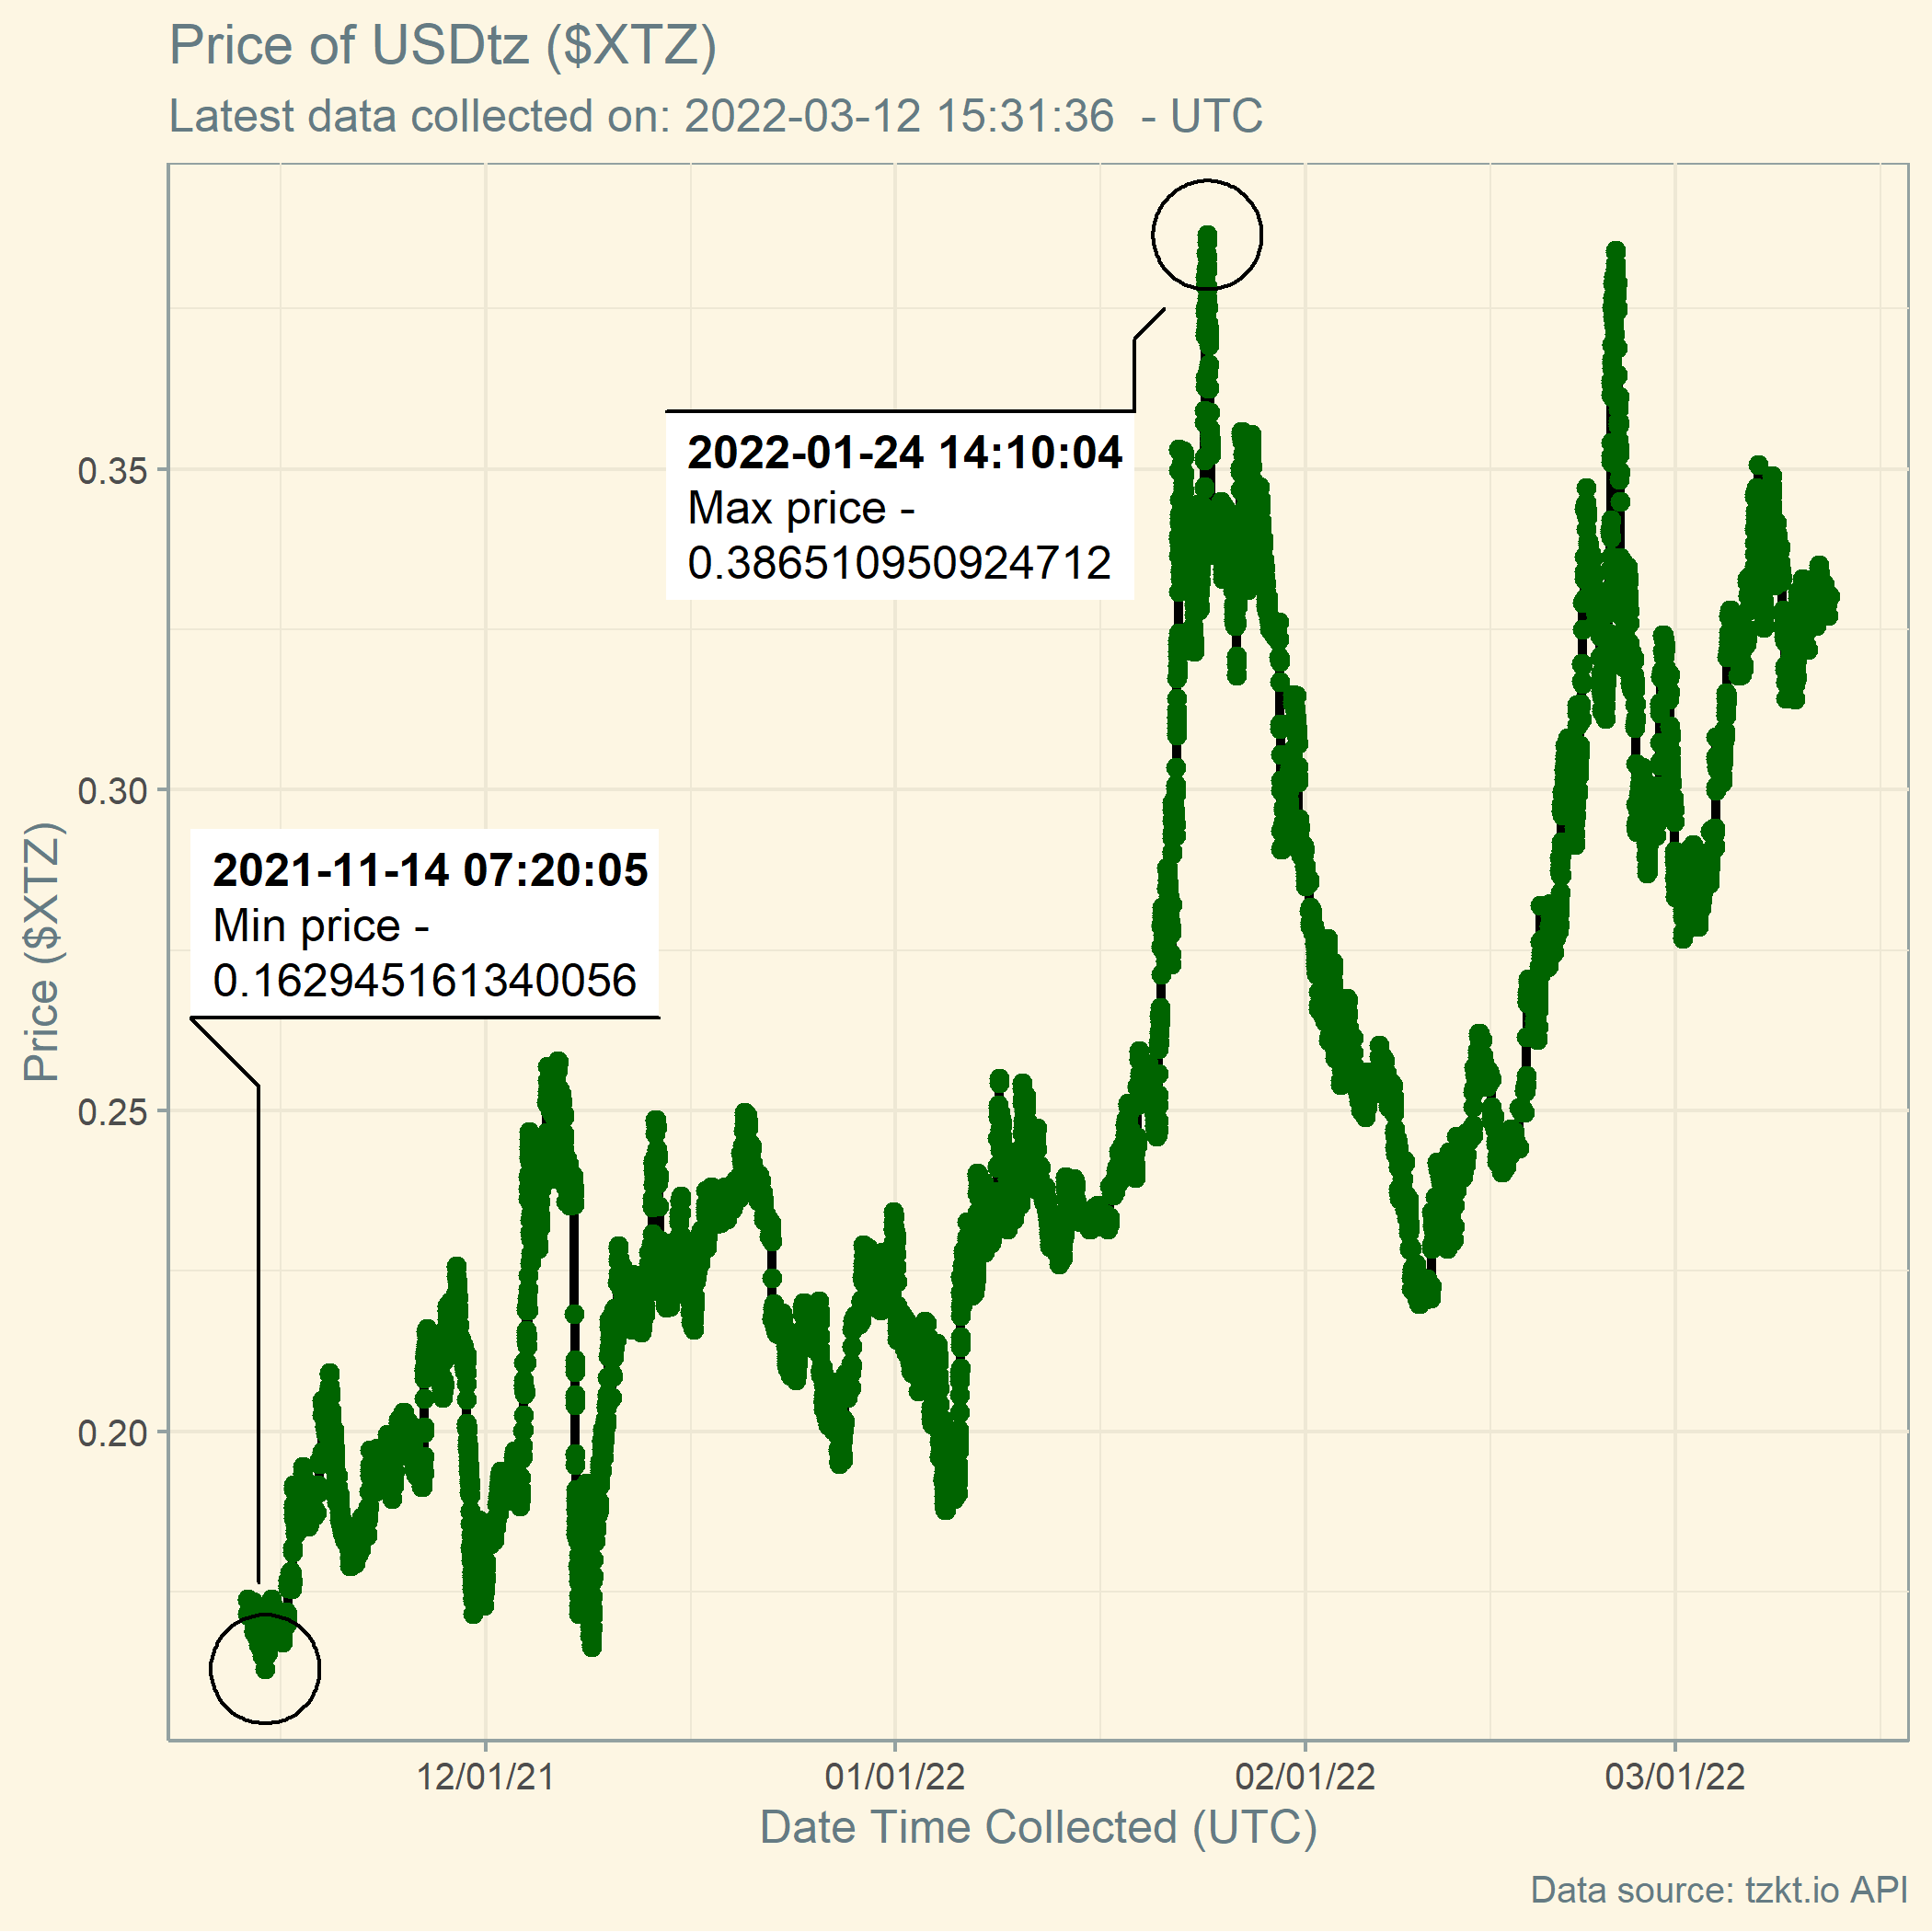 Price of USDtz ($XTZ)
Latest data collected on: 2022-03-12 15:31:36  - UTC
2022-01-24 14:10:04
Max price -
0.386510950924712
2021-11-14 07:20:05
Min price -
0.162945161340056
Price ($XTZ)
0.35
0.30
0.25
0.20
12/01/21
01/01/22
02/01/22
03/01/22
Date Time Collected (UTC)
Data source: tzkt.io API